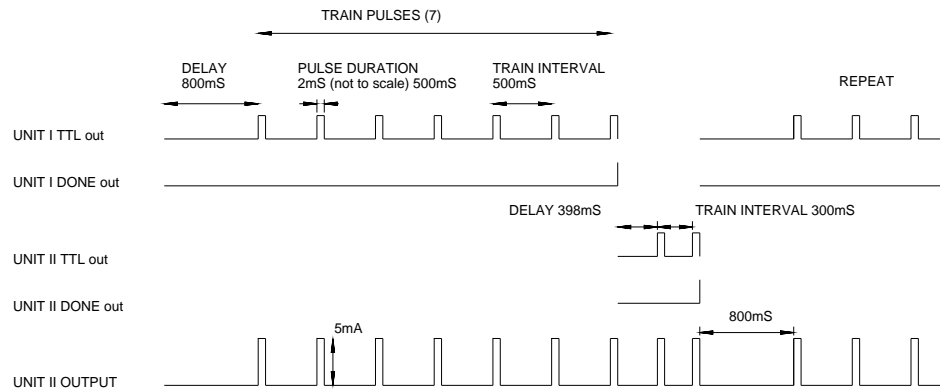 TRAIN PULSES (7)
DELAY
800mS
PULSE DURATION
2mS (not to scale) 500mS
TRAIN INTERVAL
500mS
REPEAT
UNIT I TTL out
UNIT I DONE out
DELAY 398mS
TRAIN INTERVAL 300mS
UNIT II TTL out
UNIT II DONE out
800mS
5mA
UNIT II OUTPUT